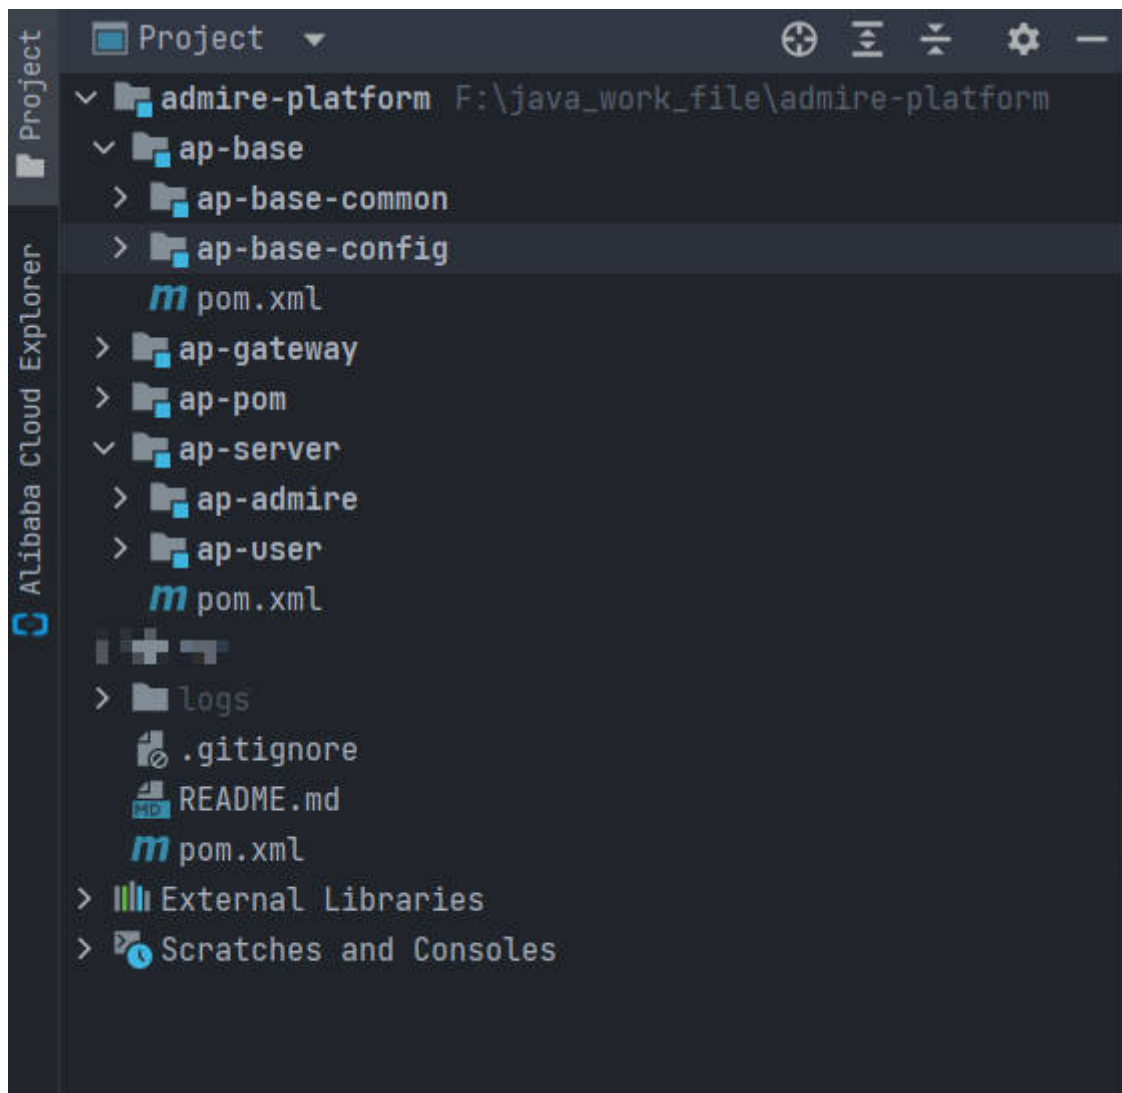 Project
Project
Alibaba Cloud Explorer
admire-platform F:\java_work_file\admire-platform
ap-base
ap-base-common
ap-base-config
m pom.xml
ap-gateway
ap-pom
ap-server
ap-admire
ap-user
m pom.xml
logs
.gitignore
MD README.md
m pom.xml
External Libraries
Scratches and Consoles